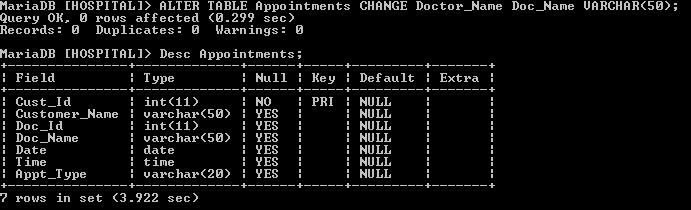 MariaDB [HOSPITAL]> ALTER TABLE Appointments CHANGE Doctor_Name Doc_Name VARCHAR(50);
Query OK, 0 rows affected (0.299 sec)
Records: 0  Duplicates: 0  Warnings: 0

MariaDB [HOSPITAL]> Desc Appointments;
+---------------+-------------+------+-----+---------+-------+
| Field         | Type        | Null | Key | Default | Extra |
+---------------+-------------+------+-----+---------+-------+
| Cust_Id       | int(11)     | NO   | PRI | NULL    |       |
| Customer_Name | varchar(50) | YES  |     | NULL    |       |
| Doc_Id        | int(11)     | YES  |     | NULL    |       |
| Doc_Name      | varchar(50) | YES  |     | NULL    |       |
| Date          | date        | YES  |     | NULL    |       |
| Time          | time        | YES  |     | NULL    |       |
| Appt_Type     | varchar(20) | YES  |     | NULL    |       |
+---------------+-------------+------+-----+---------+-------+
7 rows in set (3.922 sec)